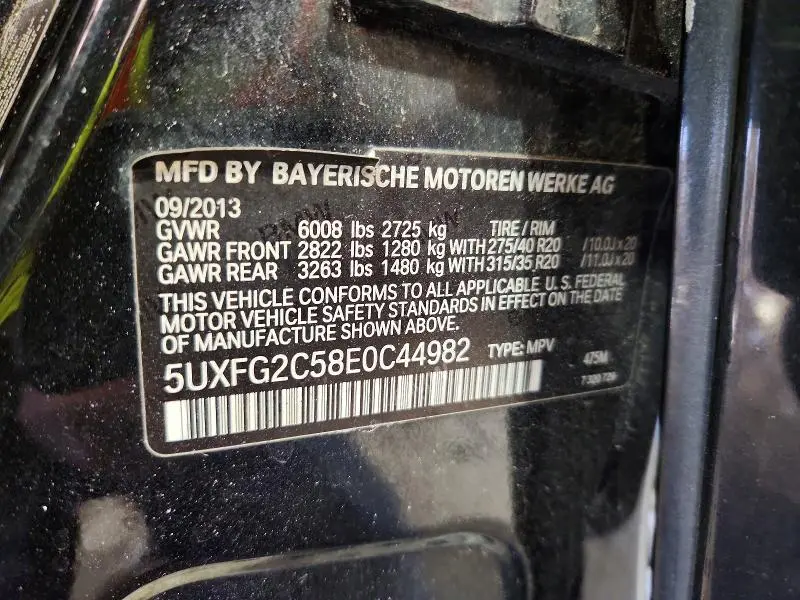 MFD BY BAYERISCHE MOTOREN WERKE AG
09/2013
GVWR 6008 lbs 2725 kg TIRE / RIM
GAWR FRONT 2822 lbs 1280 kg WITH 275/40 R20 / 10.0J x 20
GAWR REAR 3263 lbs 1480 kg WITH 315/35 R20 / 11.0J x 20
THIS VEHICLE CONFORMS TO ALL APPLICABLE U. S. FEDERAL
MOTOR VEHICLE SAFETY STANDARDS IN EFFECT ON THE DATE
OF MANUFACTURE SHOWN ABOVE.
5UXFG2C58E0C44982 TYPE: MPV 475M